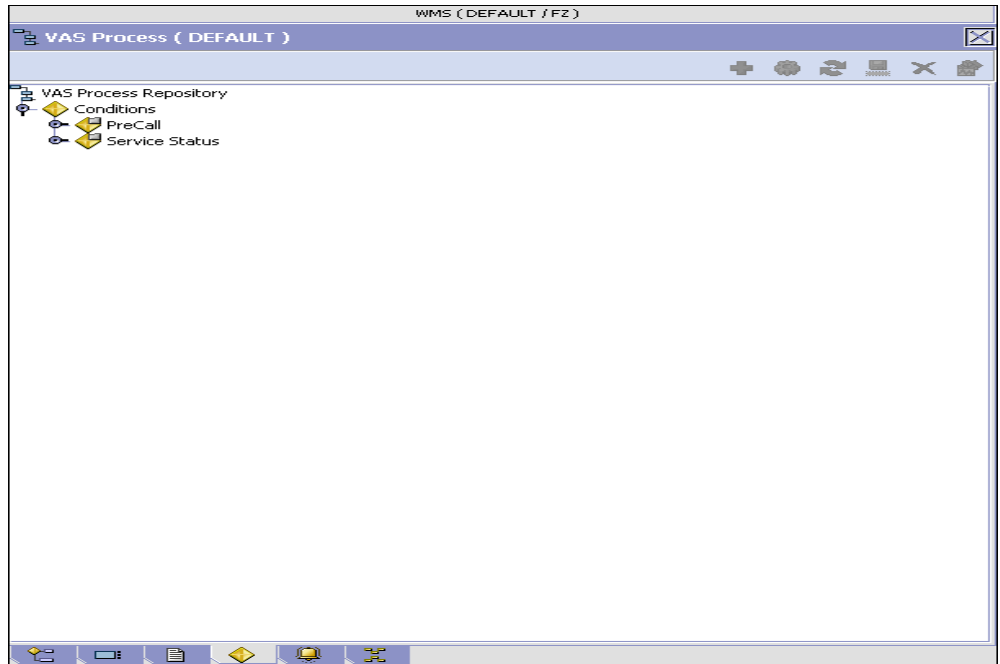 WMS ( DEFAULT / FZ )
VAS Process ( DEFAULT )
VAS Process Repository
Conditions
PreCall
Service Status